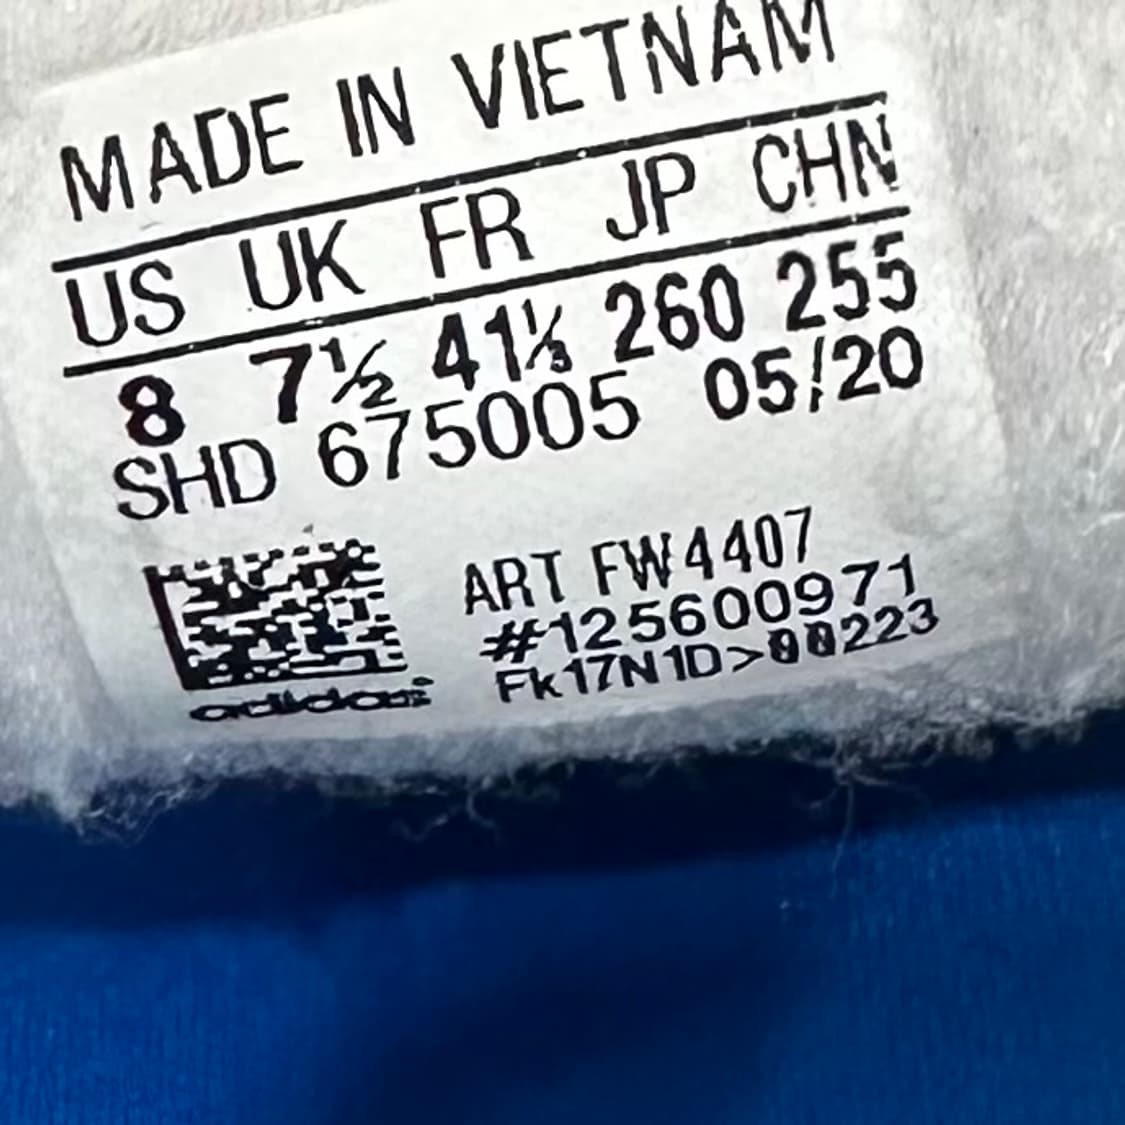 MADE IN VIETNAM
US UK FR JP CHN
8 7½ 41⅓ 260 255
SHD 675005 05/20
ART FW4407
#125600971
Fk17N1D>00223
adidas